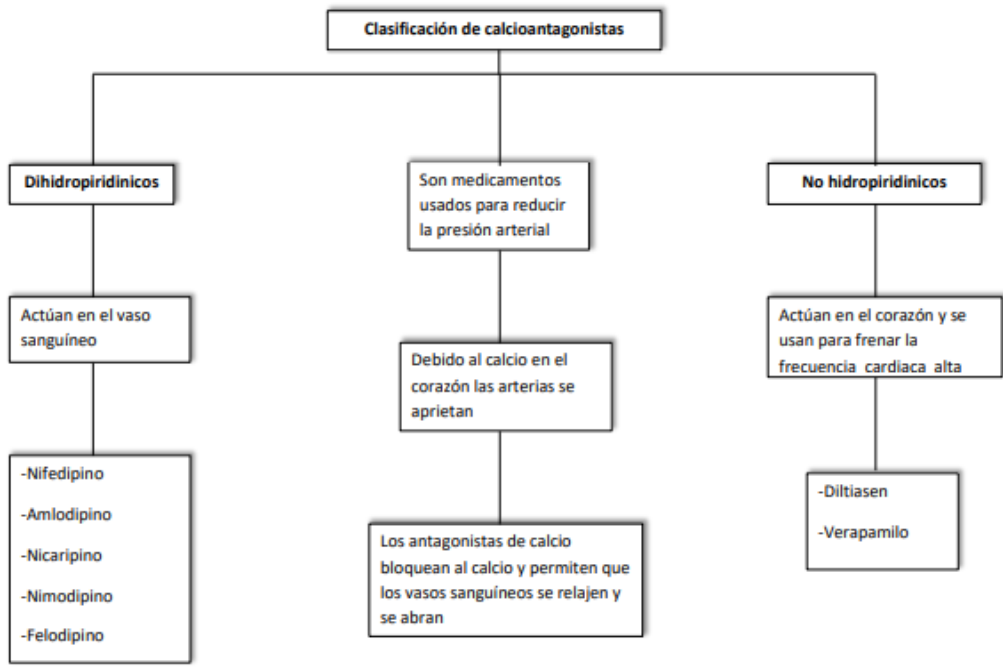 Clasificación de calcioantagonistas
Dihidropiridinicos
Actúan en el vaso
sanguíneo
-Nifedipino
-Amlodipino
-Nicaripino
-Nimodipino
-Felodipino
Son medicamentos
usados para reducir
la presión arterial
Debido al calcio en el
corazón las arterias se
aprietan
Los antagonistas de calcio
bloquean al calcio y permiten que
los vasos sanguíneos se relajen y
se abran
No hidropiridinicos
Actúan en el corazón y se
usan para frenar la
frecuencia cardiaca alta
-Diltiasen
-Verapamilo